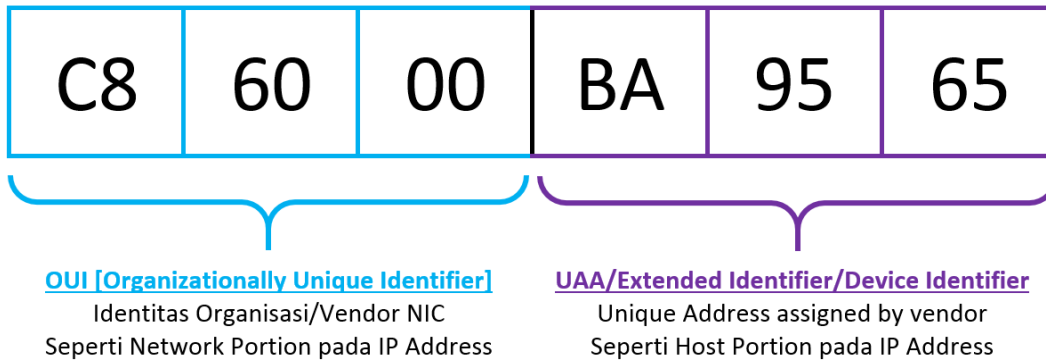 C8 60 00 BA 95 65
OUI [Organizationally Unique Identifier]
Identitas Organisasi/Vendor NIC
Seperti Network Portion pada IP Address
UAA/Extended Identifier/Device Identifier
Unique Address assigned by vendor
Seperti Host Portion pada IP Address